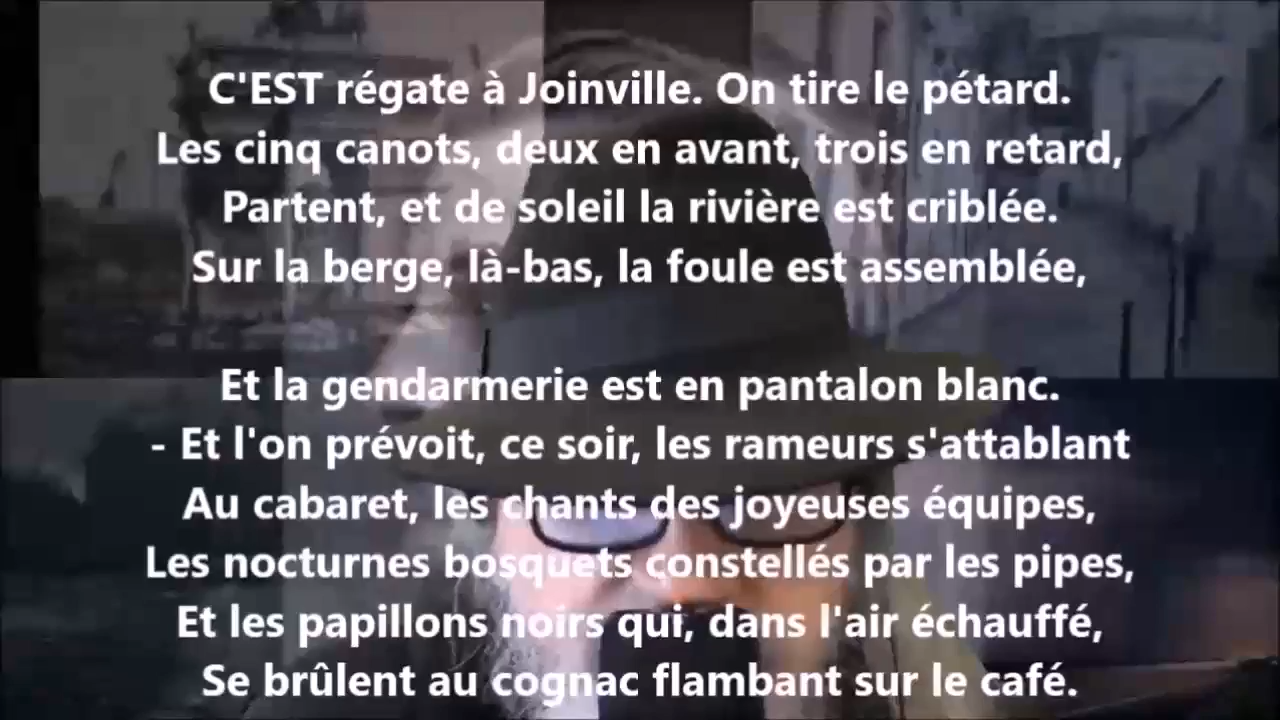 C'EST régate à Joinville. On tire le pétard.
Les cinq canots, deux en avant, trois en retard,
Partent, et de soleil la rivière est criblée.
Sur la berge, là-bas, la foule est assemblée,
Et la gendarmerie est en pantalon blanc.
- Et l'on prévoit, ce soir, les rameurs s'attablant
Au cabaret, les chants des joyeuses équipes,
Les nocturnes bosquets constellés par les pipes,
Et les papillons noirs qui, dans l'air échauffé,
Se brûlent au cognac flambant sur le café.